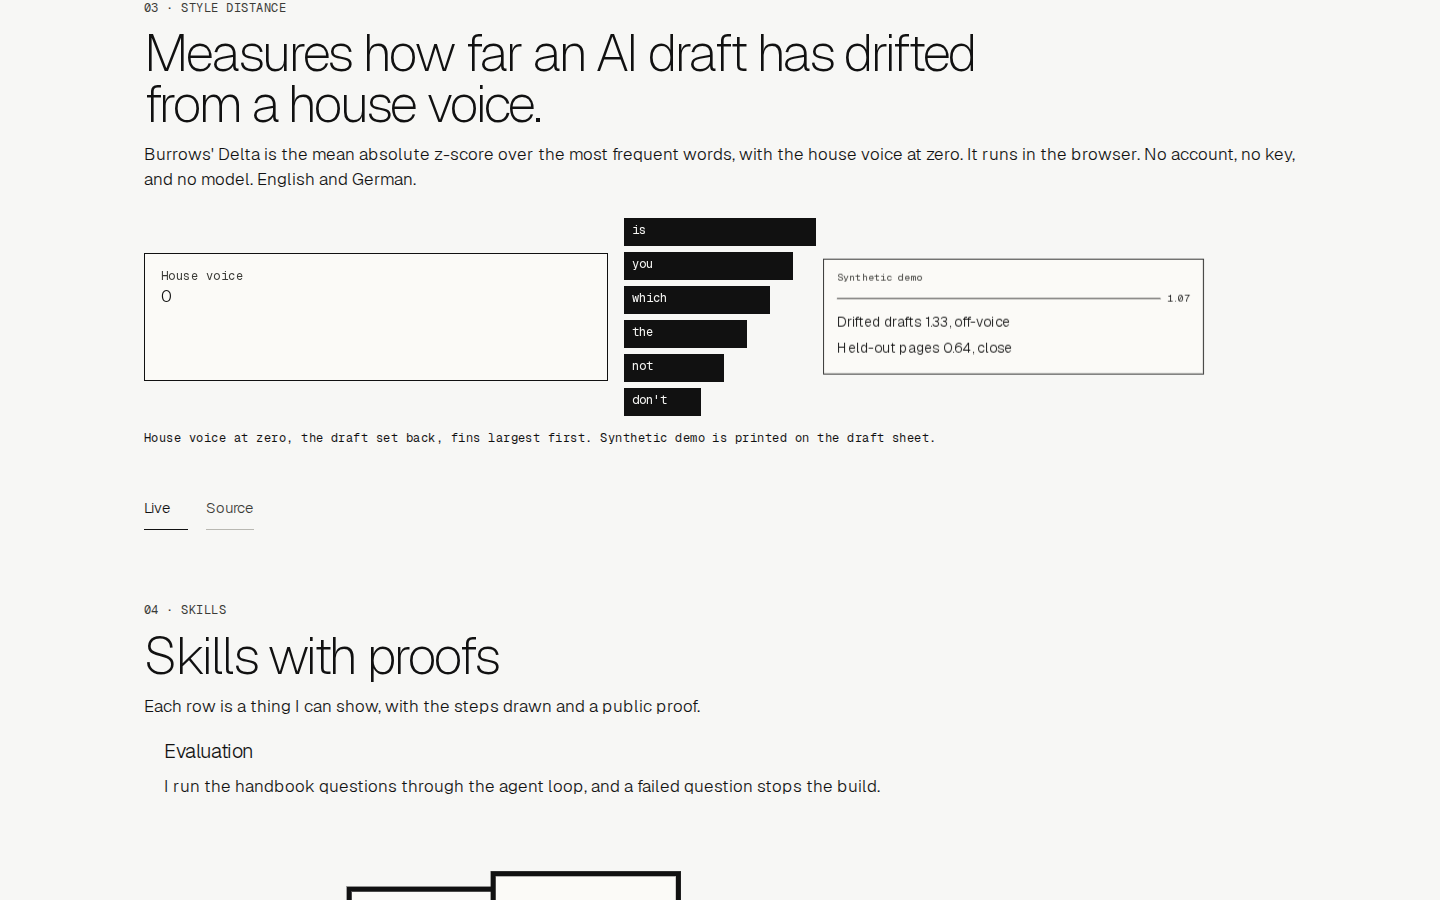 03 · STYLE DISTANCE
Measures how far an AI draft has drifted
from a house voice.
Burrows' Delta is the mean absolute z-score over the most frequent words, with the house voice at zero. It runs in the browser. No account, no key,
and no model. English and German.
House voice
0
is
you
which
the
not
don't
Synthetic demo
1.07
Drifted drafts 1.33, off-voice
Held-out pages 0.64, close
House voice at zero, the draft set back, fins largest first. Synthetic demo is printed on the draft sheet.
Live
Source
04 · SKILLS
Skills with proofs
Each row is a thing I can show, with the steps drawn and a public proof.
Evaluation
I run the handbook questions through the agent loop, and a failed question stops the build.